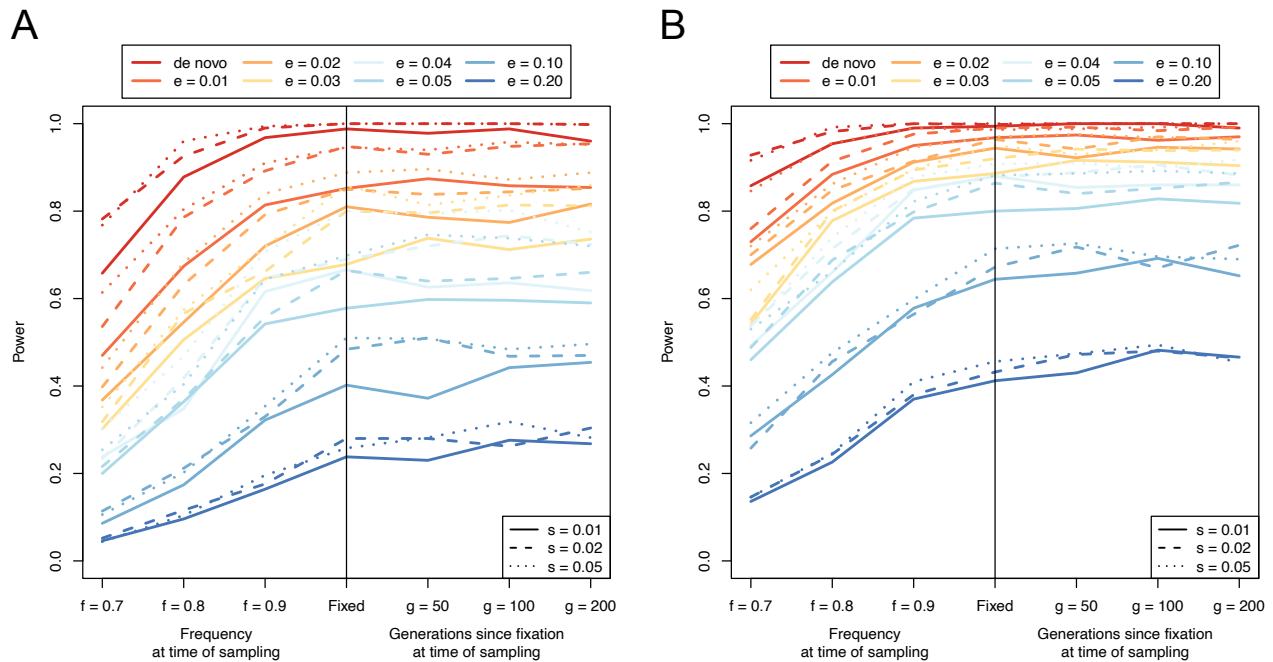 A
de novo e = 0.02 e = 0.04 e = 0.10
e = 0.01 e = 0.03 e = 0.05 e = 0.20
Power
1.0
0.8
0.6
0.4
0.2
0.0
s = 0.01
s = 0.02
s = 0.05
f = 0.7 f = 0.8 f = 0.9 Fixed g = 50 g = 100 g = 200
Frequency
at time of sampling
Generations since fixation
at time of sampling
B
de novo e = 0.02 e = 0.04 e = 0.10
e = 0.01 e = 0.03 e = 0.05 e = 0.20
Power
1.0
0.8
0.6
0.4
0.2
0.0
s = 0.01
s = 0.02
s = 0.05
f = 0.7 f = 0.8 f = 0.9 Fixed g = 50 g = 100 g = 200
Frequency
at time of sampling
Generations since fixation
at time of sampling